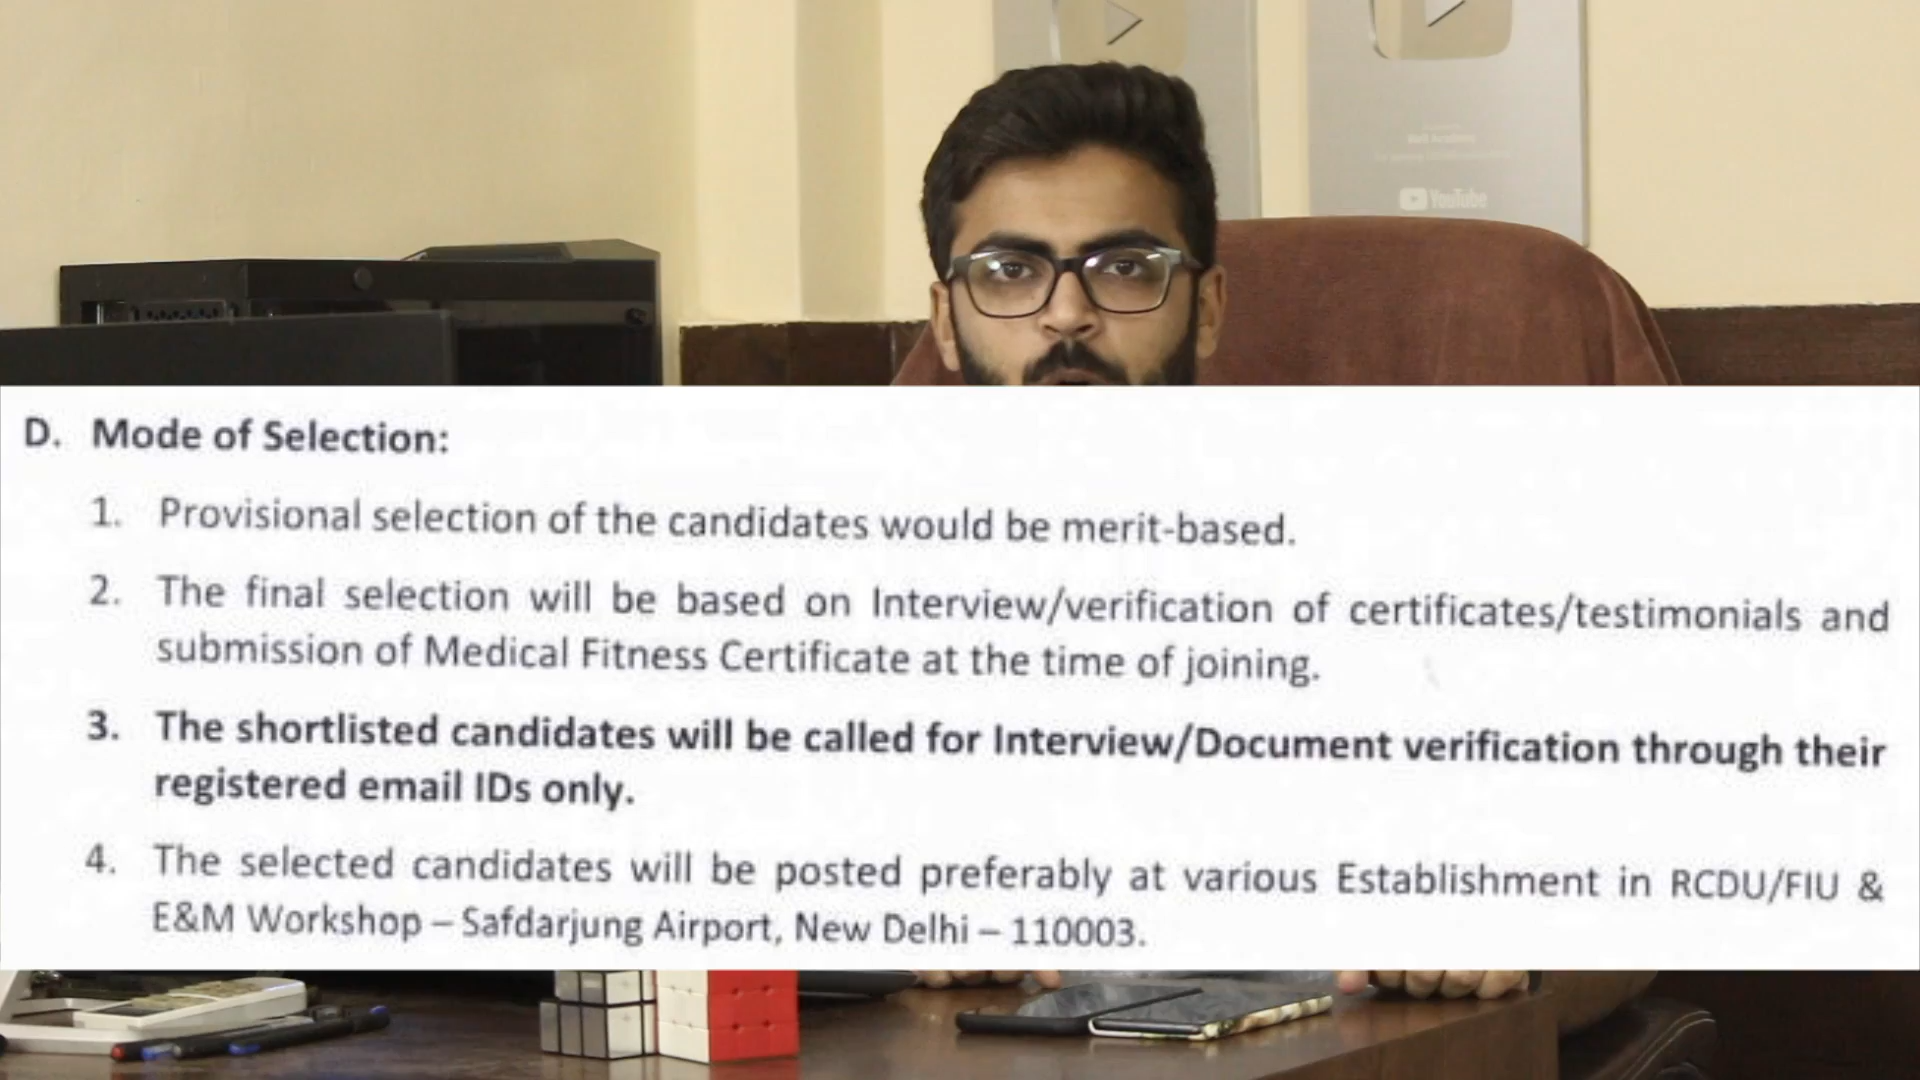 YouTube
D. Mode of Selection:
1. Provisional selection of the candidates would be merit-based.
2. The final selection will be based on Interview/verification of certificates/testimonials and
submission of Medical Fitness Certificate at the time of joining.
3. The shortlisted candidates will be called for Interview/Document verification through their
registered email IDs only.
4. The selected candidates will be posted preferably at various Establishment in RCDU/FIU &
E&M Workshop – Safdarjung Airport, New Delhi – 110003.